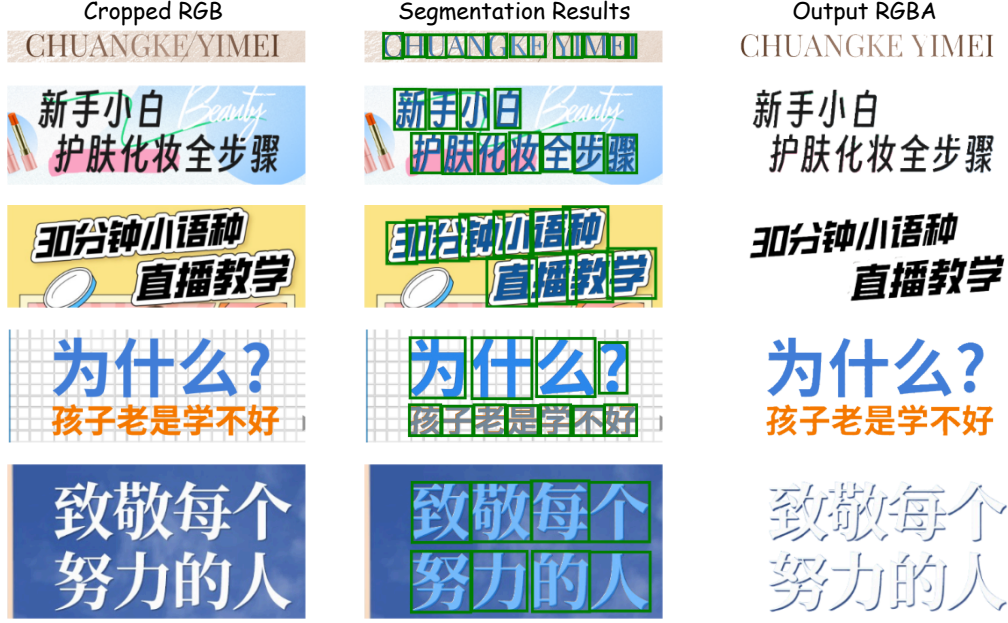 Cropped RGB
Segmentation Results
Output RGBA
CHUANGKE/YIMEI
CHUANGKE/YIMEI
CHUANGKE YIMEI
新手小白 Beauty
护肤化妆全步骤
新手小白 Beauty
护肤化妆全步骤
新手小白
护肤化妆全步骤
30分钟小语种
直播教学
30分钟小语种
直播教学
30分钟小语种
直播教学
为什么?
孩子老是学不好
为什么?
孩子老是学不好
为什么?
孩子老是学不好
致敬每个
努力的人
致敬每个
努力的人
致敬每个
努力的人